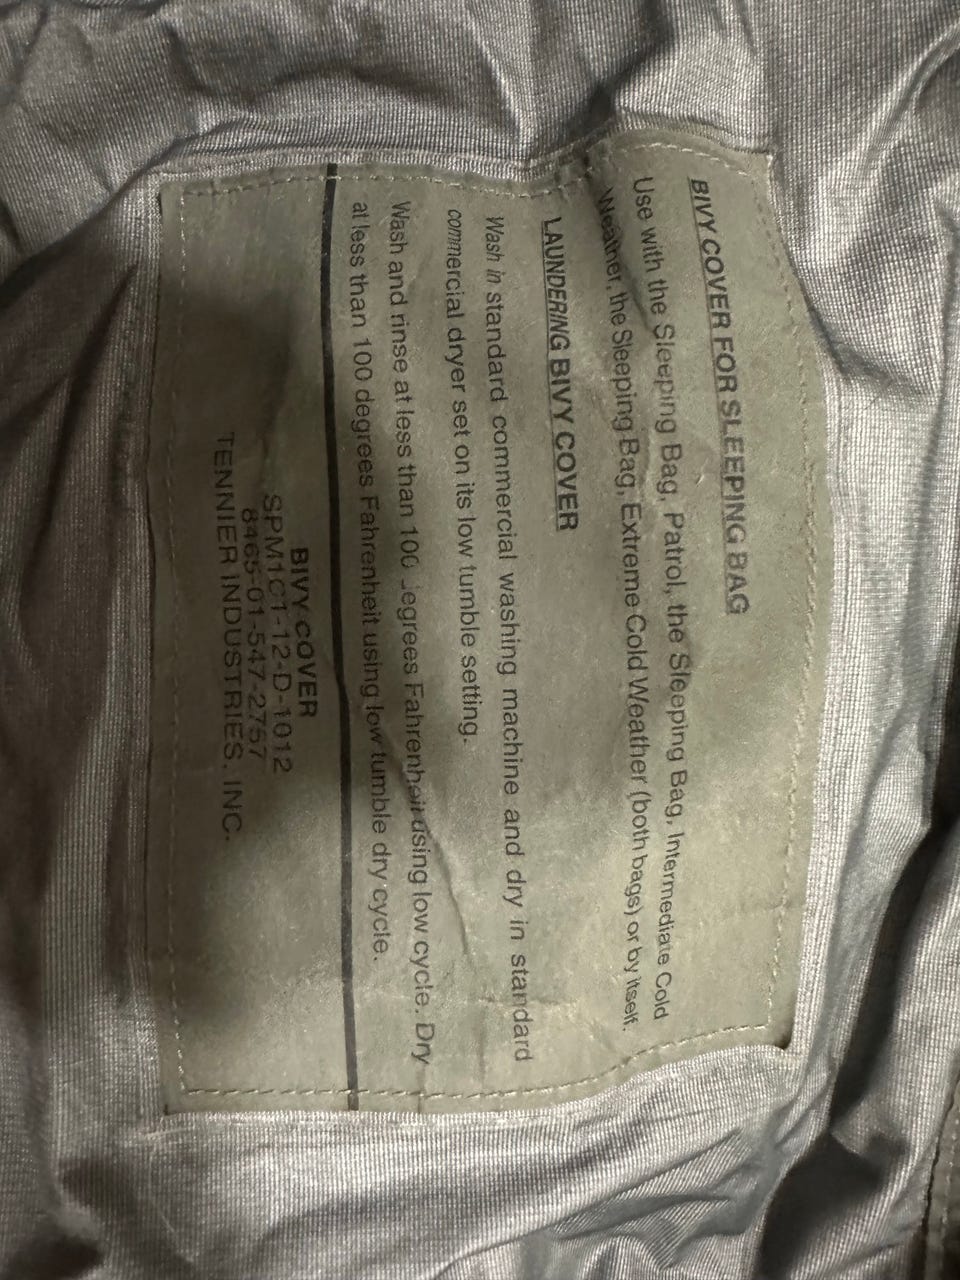 BIVY COVER FOR SLEEPING BAG
Use with the Sleeping Bag, Patrol, the Sleeping Bag, Intermediate Cold
Weather, the Sleeping Bag, Extreme Cold Weather (both bags) or by itself.
LAUNDERING BIVY COVER
Wash in standard commercial washing machine and dry in standard
commercial dryer set on its low tumble setting.
Wash and rinse at less than 100 degrees Fahrenheit using low cycle. Dry
at less than 100 degrees Fahrenheit using low tumble dry cycle.
BIVY COVER
SPM1C1-12-D-1012
8465-01-547-2757
TENNIER INDUSTRIES, INC.